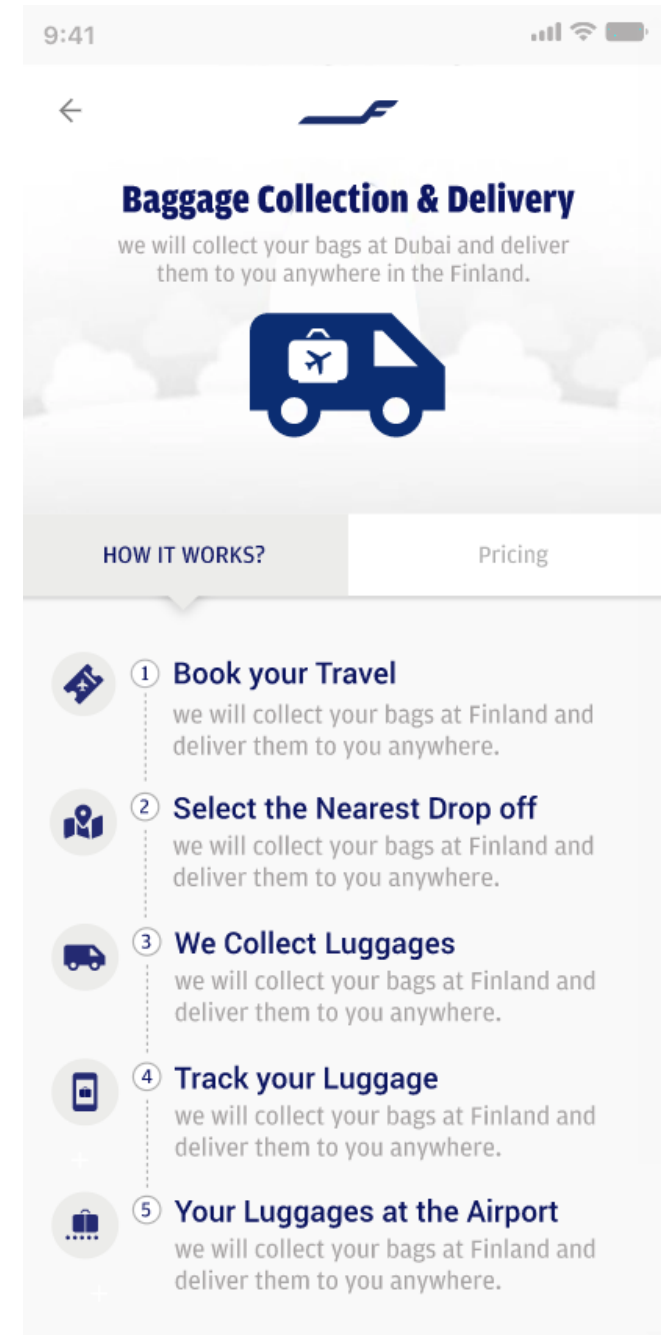 9:41
Baggage Collection & Delivery
we will collect your bags at Dubai and deliver
them to you anywhere in the Finland.
HOW IT WORKS?
Pricing
1 Book your Travel
we will collect your bags at Finland and
deliver them to you anywhere.
2 Select the Nearest Drop off
we will collect your bags at Finland and
deliver them to you anywhere.
3 We Collect Luggages
we will collect your bags at Finland and
deliver them to you anywhere.
4 Track your Luggage
we will collect your bags at Finland and
deliver them to you anywhere.
5 Your Luggages at the Airport
we will collect your bags at Finland and
deliver them to you anywhere.